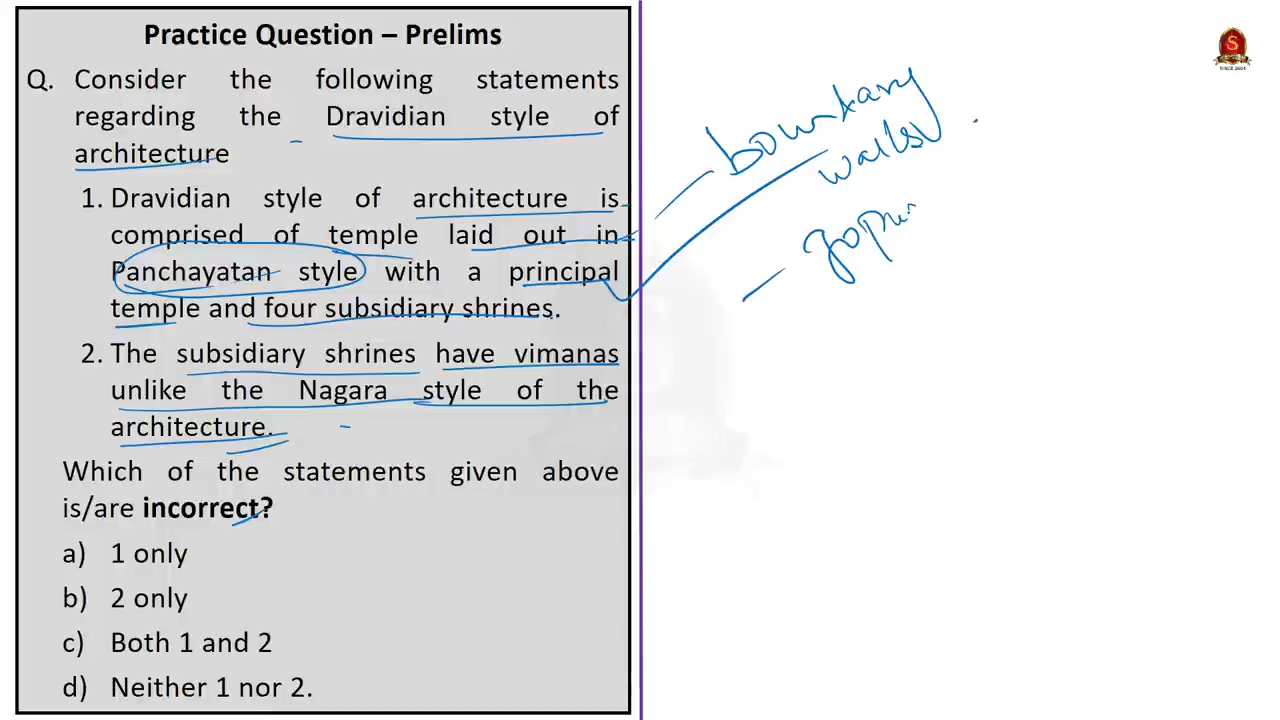 Practice Question – Prelims
Q. Consider the following statements
regarding the Dravidian style of
architecture
1. Dravidian style of architecture is
comprised of temple laid out in
Panchayatan style with a principal
temple and four subsidiary shrines.
2. The subsidiary shrines have vimanas
unlike the Nagara style of the
architecture.
Which of the statements given above
is/are incorrect?
a) 1 only
b) 2 only
c) Both 1 and 2
d) Neither 1 nor 2.
- boundary
walls
S
SINCE 2004